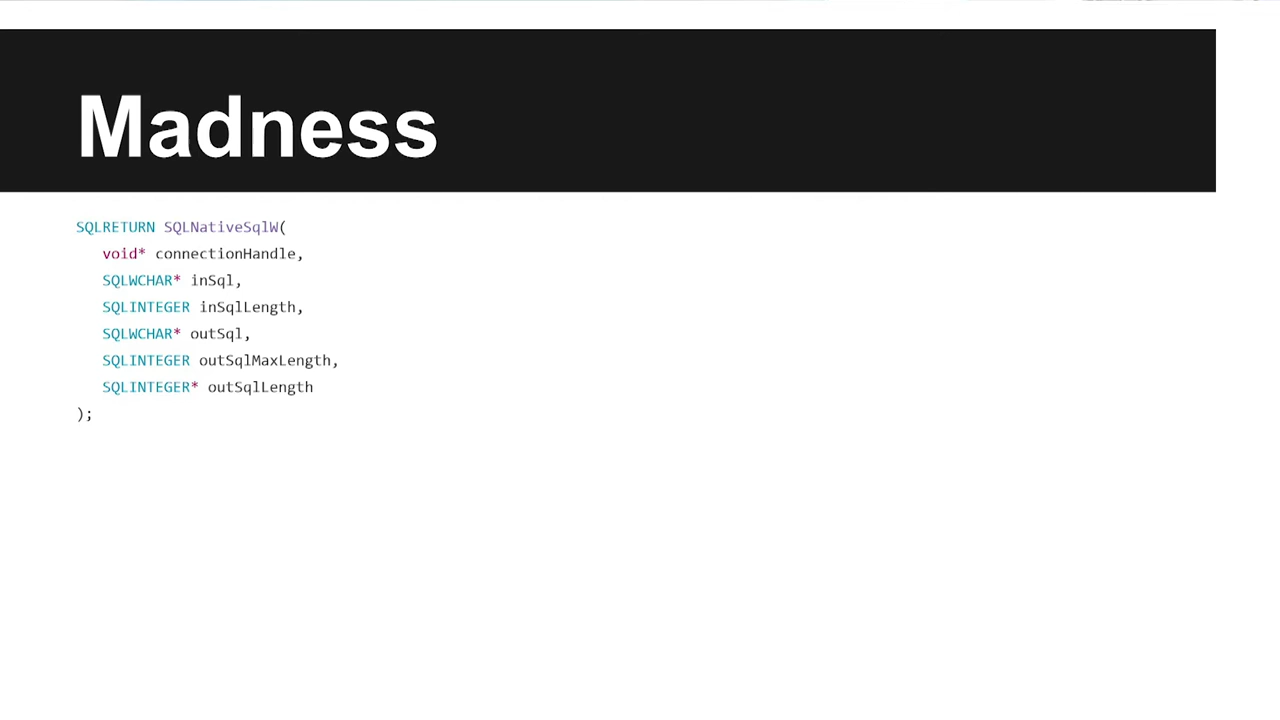 Madness
SQLRETURN SQLNativeSqlW(
void* connectionHandle,
SQLWCHAR* inSql,
SQLINTEGER inSqlLength,
SQLWCHAR* outSql,
SQLINTEGER outSqlMaxLength,
SQLINTEGER* outSqlLength
);